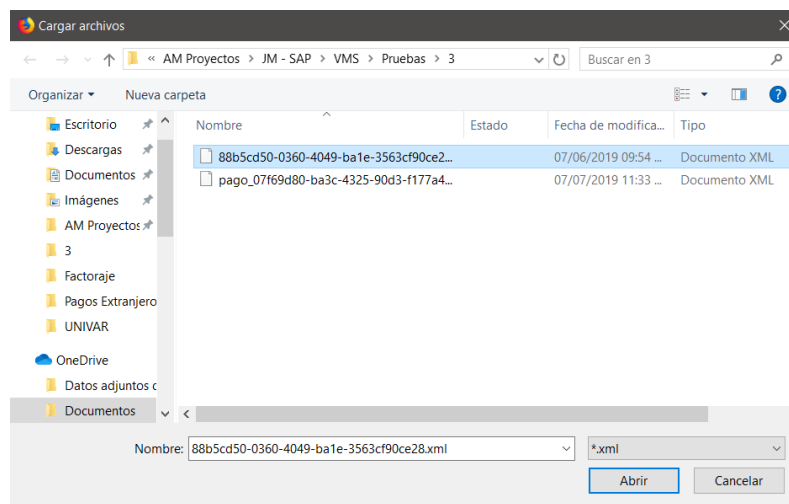 Cargar archivos
« AM Proyectos > JM - SAP > VMS > Pruebas > 3
Buscar en 3
Organizar
Nueva carpeta
Nombre
Estado
Fecha de modifica...
Tipo
88b5cd50-0360-4049-ba1e-3563cf90ce2...
07/06/2019 09:54 ...
Documento XML
pago_07f69d80-ba3c-4325-90d3-f177a4...
07/07/2019 11:33 ...
Documento XML
Escritorio
Descargas
Documentos
Imágenes
AM Proyectos
3
Factoraje
Pagos Extranjero
UNIVAR
OneDrive
Datos adjuntos d
Documentos
Nombre: 88b5cd50-0360-4049-ba1e-3563cf90ce28.xml
*.xml
Abrir
Cancelar